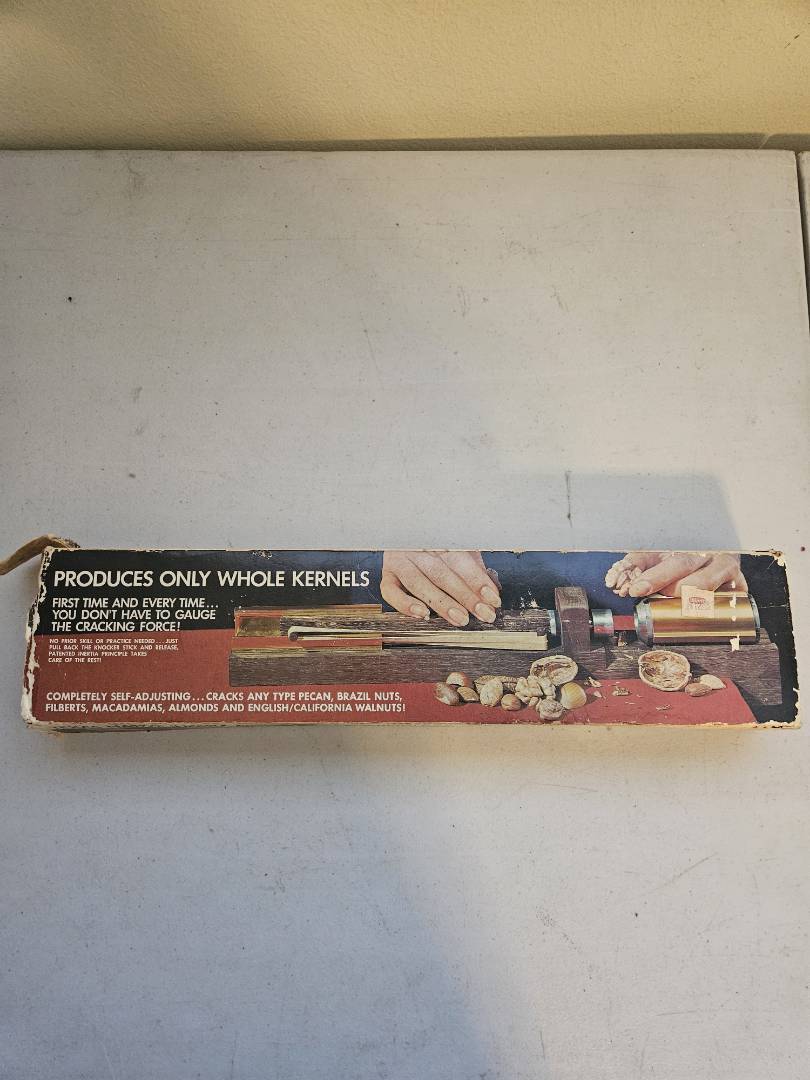 PRODUCES ONLY WHOLE KERNELS
FIRST TIME AND EVERY TIME...
YOU DON'T HAVE TO GAUGE
THE CRACKING FORCE!
NO PRIOR SKILL OR PRACTICE NEEDED...JUST
PULL BACK THE KNOCKER STICK AND RELEASE,
PATENTED INERTIA PRINCIPLE TAKES
CARE OF THE REST!
COMPLETELY SELF-ADJUSTING...CRACKS ANY TYPE PECAN, BRAZIL NUTS,
FILBERTS, MACADAMIAS, ALMONDS AND ENGLISH/CALIFORNIA WALNUTS!